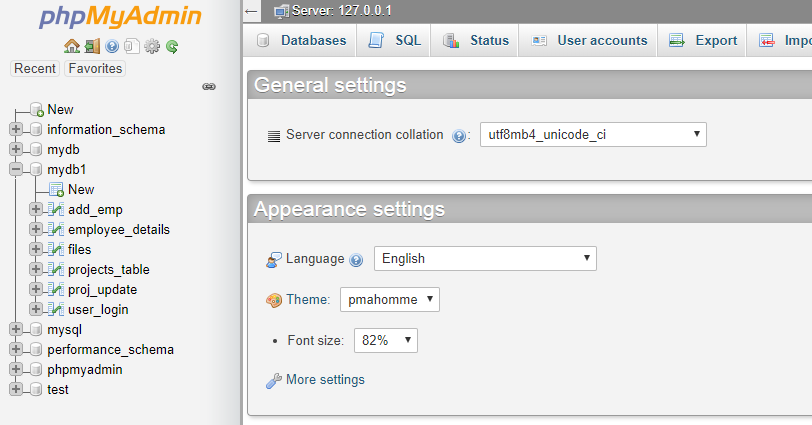 phpMyAdmin
Recent Favorites
New
information_schema
mydb
mydb1
New
add_emp
employee_details
files
projects_table
proj_update
user_login
mysql
performance_schema
phpmyadmin
test
Server: 127.0.0.1
Databases SQL Status User accounts Export Impo
General settings
Server connection collation : utf8mb4_unicode_ci
Appearance settings
Language English
Theme: pmahomme
Font size: 82%
More settings